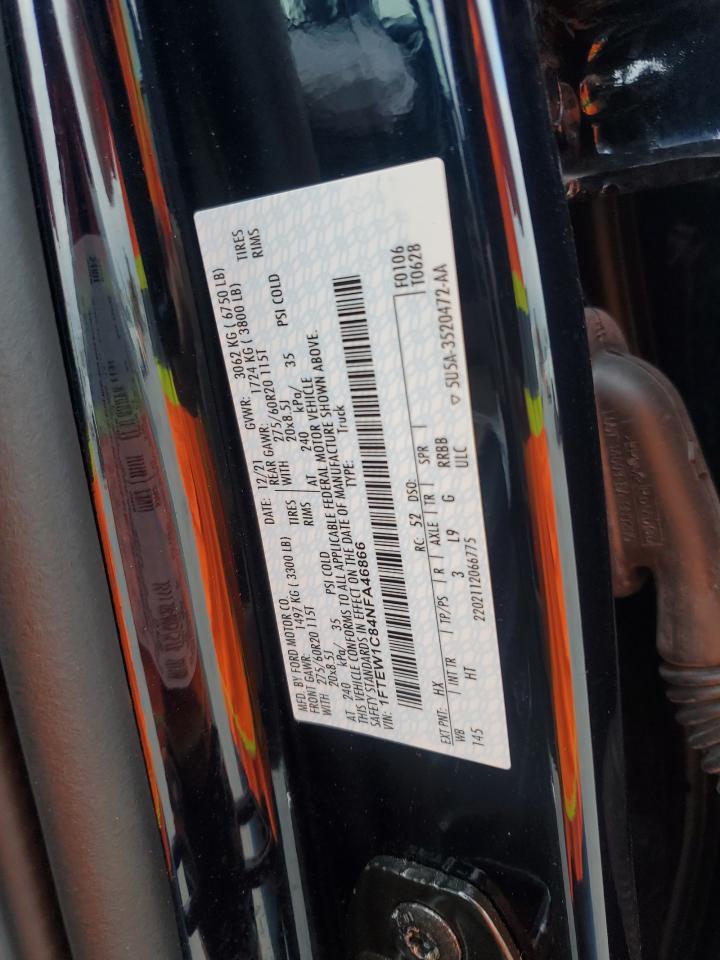 MFD. BY FORD MOTOR CO. DATE: 12/21 GVWR: 3062 KG ( 6750 LB)
FRONT GAWR: 1497 KG ( 3300 LB) REAR GAWR: 1724 KG ( 3800 LB)
WITH 275/60R20 115T TIRES WITH 275/60R20 115T TIRES
20x8.5J RIMS 20x8.5J RIMS
AT 240 kPa/ 35 PSI COLD AT 240 kPa/ 35 PSI COLD
THIS VEHICLE CONFORMS TO ALL APPLICABLE FEDERAL MOTOR VEHICLE
SAFETY STANDARDS IN EFFECT ON THE DATE OF MANUFACTURE SHOWN ABOVE.
VIN: 1FTEW1C84NFA46866 TYPE: Truck
F0106
T0628
EXT PNT: HX RC: 52 DSO:
WB INT TR TP/PS R AXLE TR SPR
145 HT 3 L9 G RRBB
2202112066775 ULC
▽ 5U5A-3520472-AA